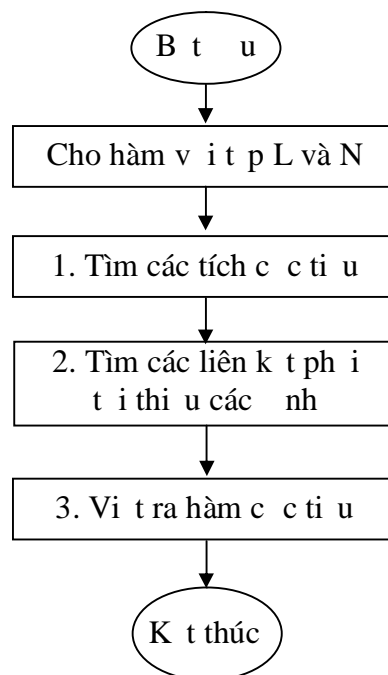 B t u
Cho hàm v i t p L và N
1. Tìm các tích c c ti u
2. Tìm các liên k t ph i
t i thi u các nh
3. Vi t ra hàm c c ti u
K t thúc